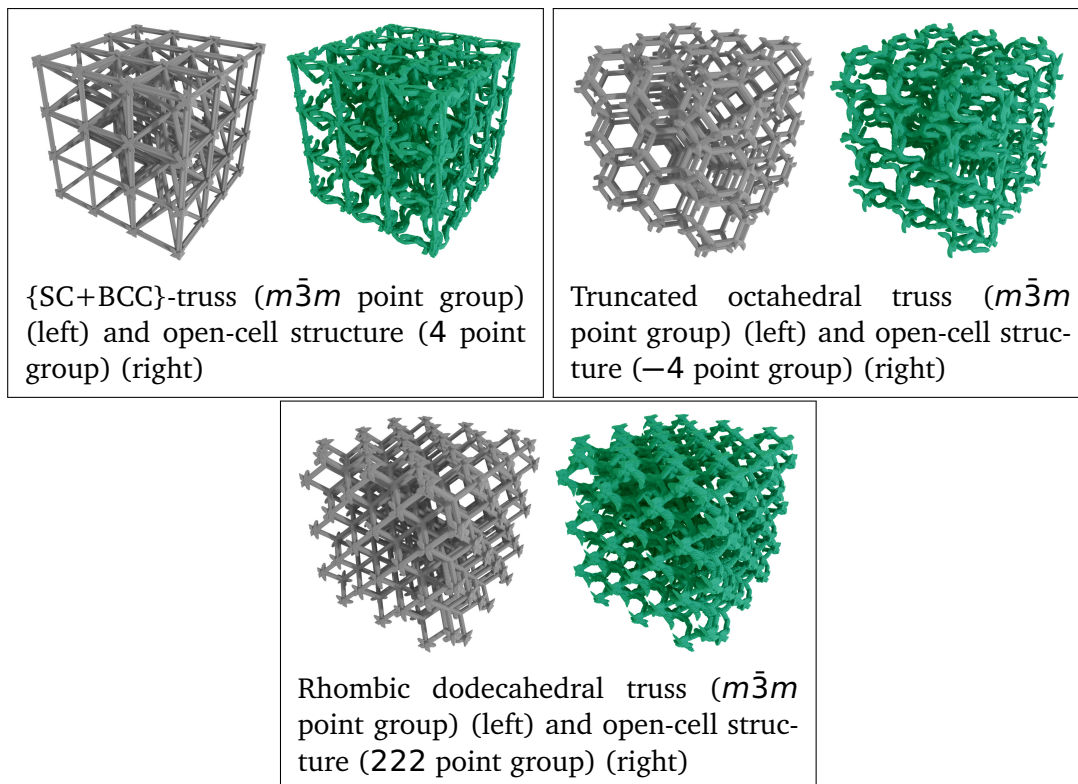 {SC+BCC}-truss (m3̄m point group)
(left) and open-cell structure (4 point
group) (right)
Truncated octahedral truss (m3̄m
point group) (left) and open-cell struc-
ture (−4 point group) (right)
Rhombic dodecahedral truss (m3̄m
point group) (left) and open-cell struc-
ture (222 point group) (right)